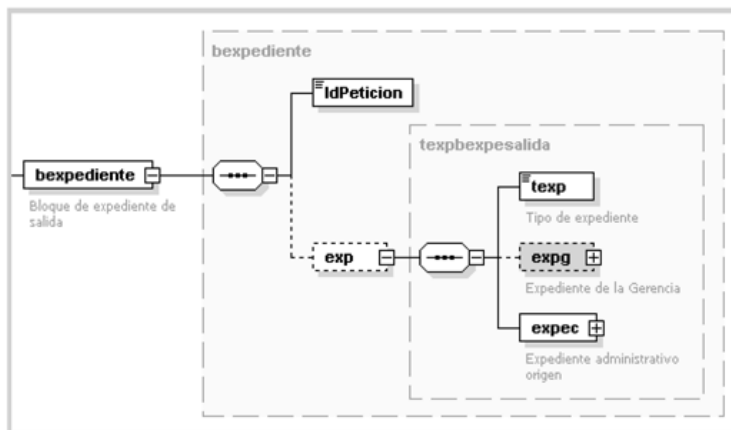 bexpediente
IdPeticion
texpbexpesalida
bexpediente
Bloque de expediente de
salida
texp
Tipo de expediente
exp
expg
Expediente de la Gerencia
expec
Expediente administrativo
origen